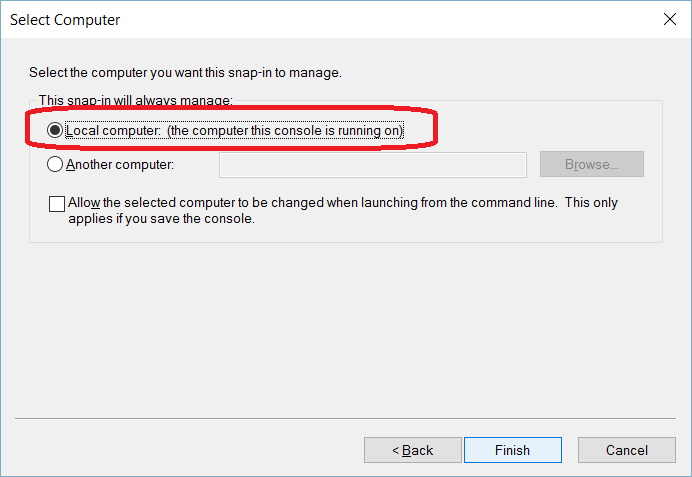 Select Computer
Select the computer you want this snap-in to manage.
This snap-in will always manage:
Local computer:  (the computer this console is running on)
Another computer:
Browse...
Allow the selected computer to be changed when launching from the command line.  This only
applies if you save the console.
< Back
Finish
Cancel